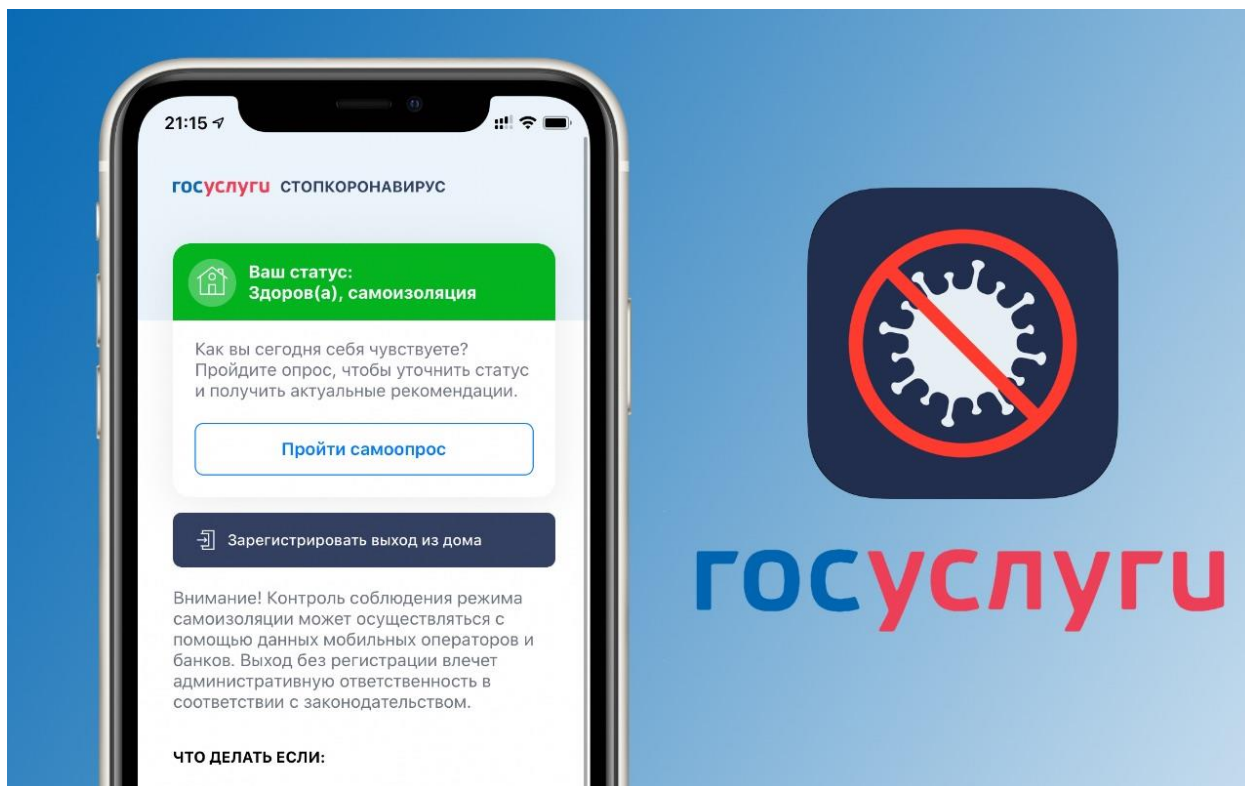 21:15
госуслуги СТОПКОРОНАВИРУС
Ваш статус:
Здоров(а), самоизоляция
Как вы сегодня себя чувствуете?
Пройдите опрос, чтобы уточнить статус
и получить актуальные рекомендации.
Пройти самоопрос
Зарегистрировать выход из дома
Внимание! Контроль соблюдения режима
самоизоляции может осуществляться с
помощью данных мобильных операторов и
банков. Выход без регистрации влечет
административную ответственность в
соответствии с законодательством.
ЧТО ДЕЛАТЬ ЕСЛИ:
госуслуги